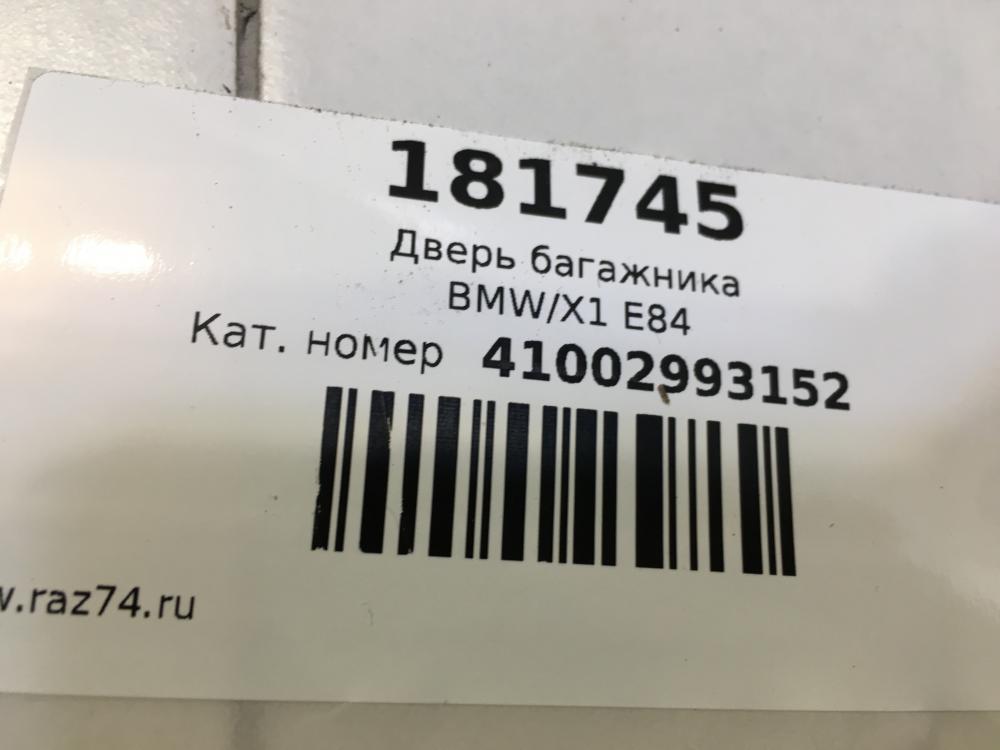 181745
Дверь багажника
BMW/X1 E84
Кат. номер 41002993152
w.raz74.ru